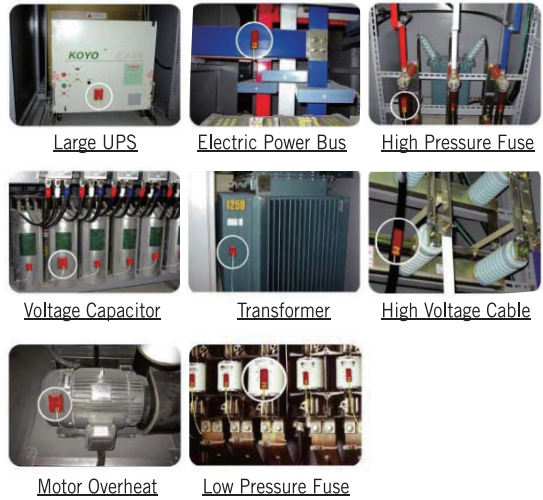 KOYO
Large UPS
Electric Power Bus
High Pressure Fuse
1250
Voltage Capacitor
Transformer
High Voltage Cable
Motor Overheat
Low Pressure Fuse